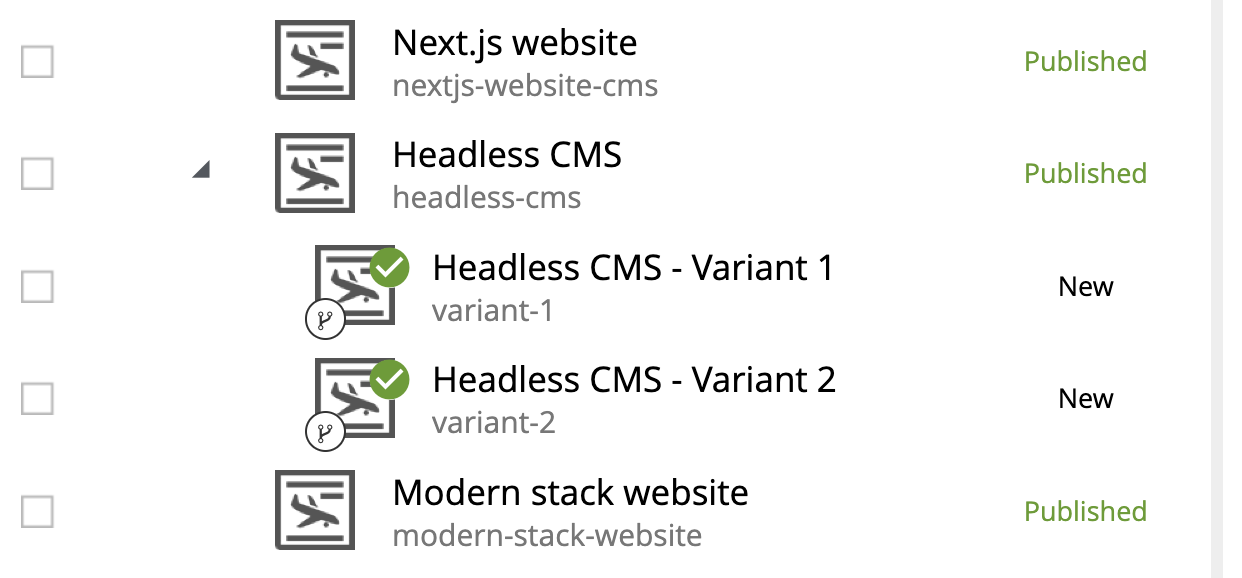 Next.js website
Published
nextjs-website-cms
Headless CMS
Published
headless-cms
Headless CMS - Variant 1
New
variant-1
Headless CMS - Variant 2
New
variant-2
Modern stack website
Published
modern-stack-website